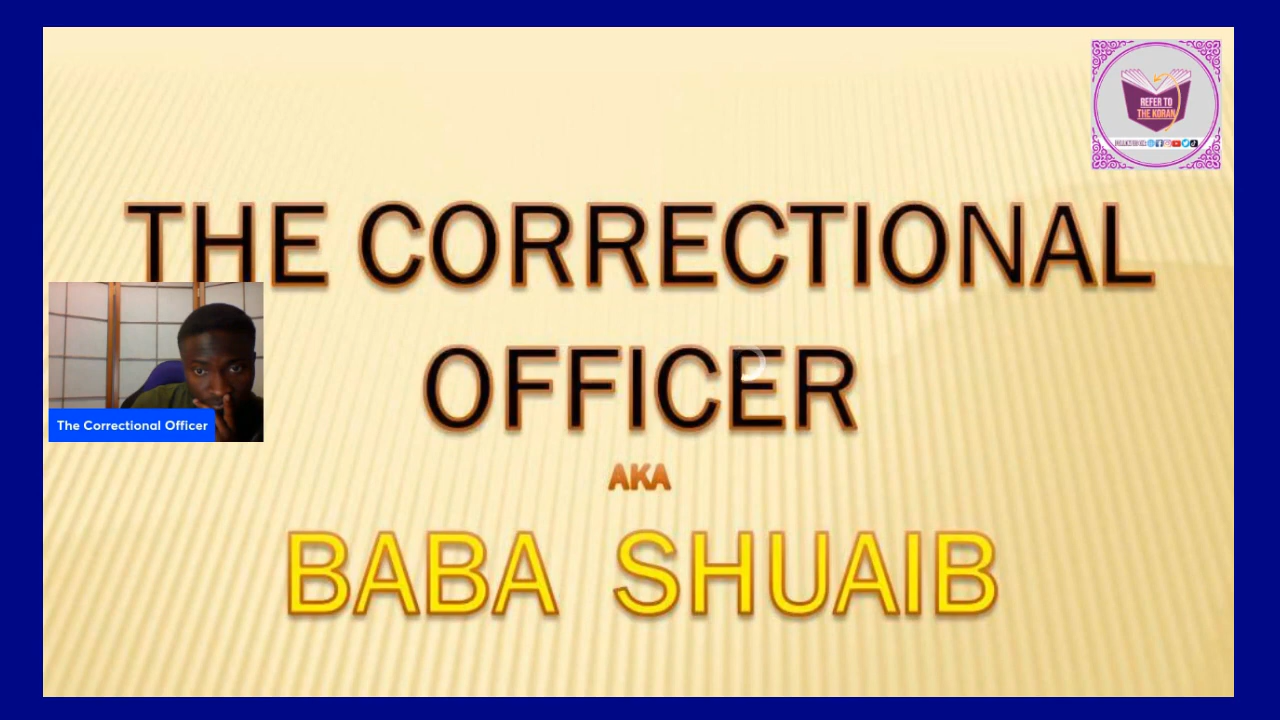 REFER TO
THE KORAN
THE CORRECTIONAL
OFFICER
The Correctional Officer
AKA
BABA SHUAIB